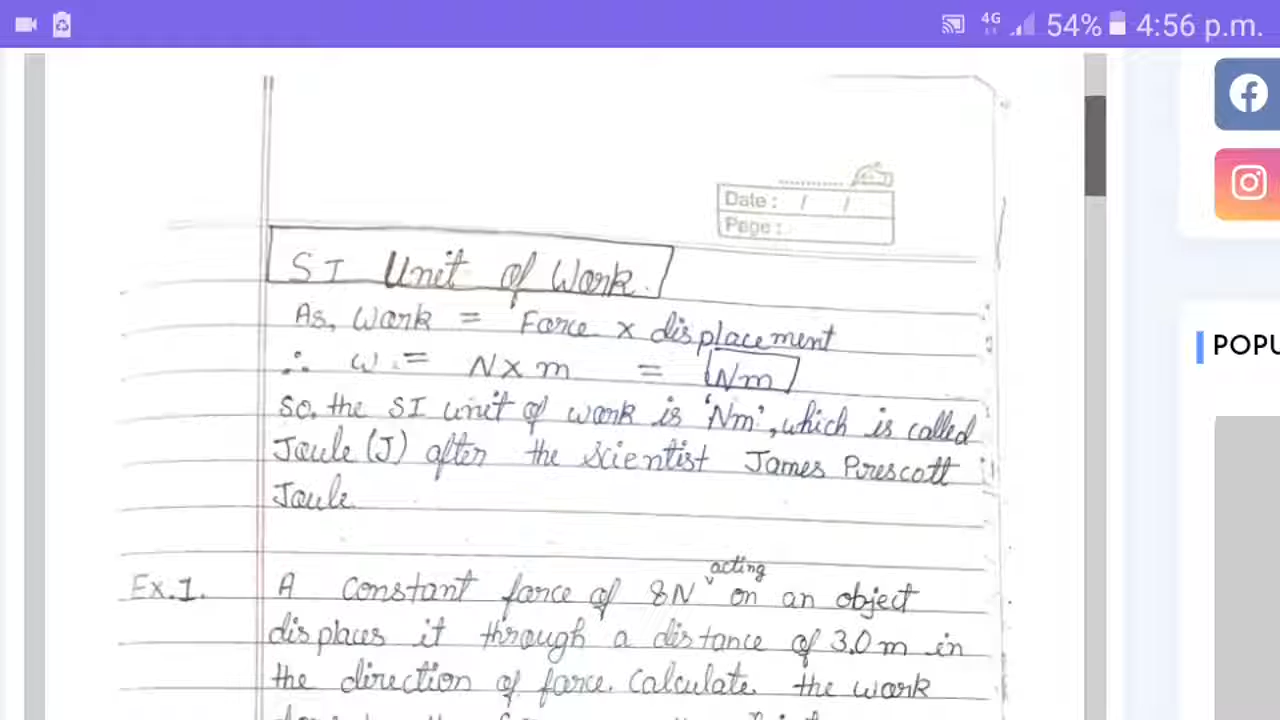 4G 54% 4:56 p.m.
Date : / /
Page :
SI Unit of Work.
As, Work = Force x displacement
∴ W = N x m = Nm
So, the SI unit of work is 'Nm', which is called
Joule (J) after the scientist James Prescott
Joule.
acting
Ex.1. A constant force of 8N ˅ on an object
displaces it through a distance of 3.0 m in
the direction of force. Calculate the work
POPU